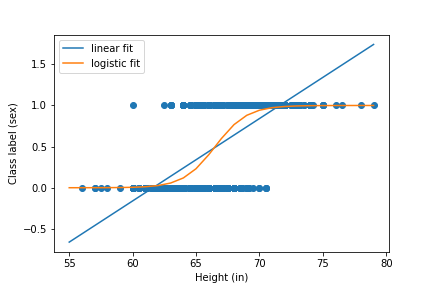 linear fit
logistic fit
1.5
1.0
0.5
0.0
−0.5
Class label (sex)
55 60 65 70 75 80
Height (in)